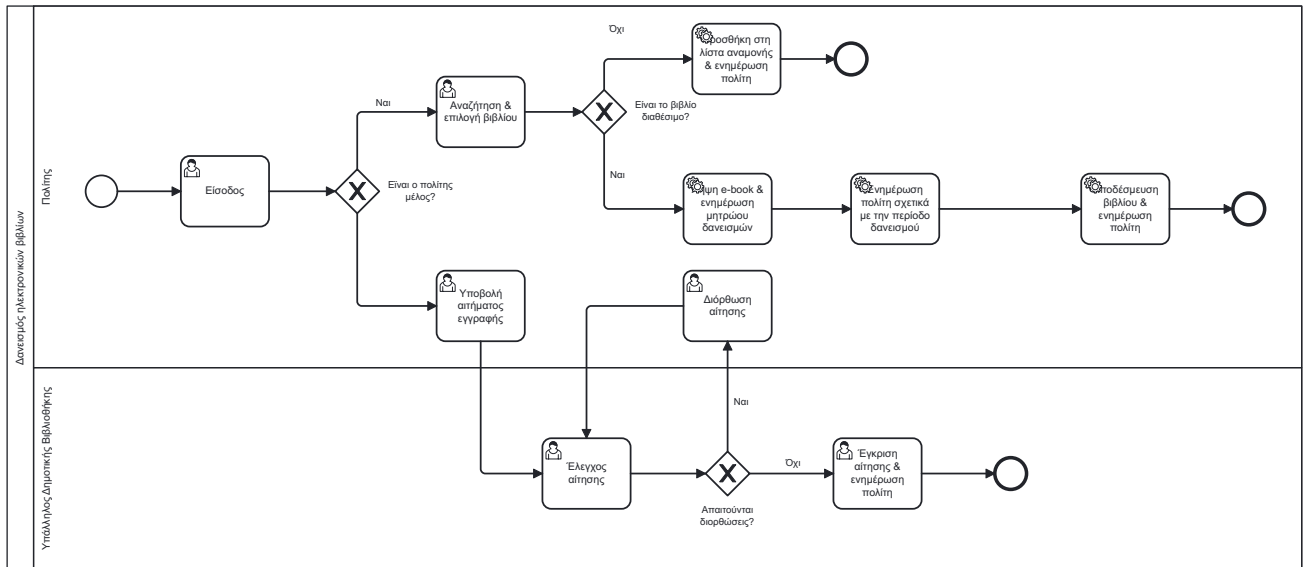 Δανεισμός ηλεκτρονικών βιβλίων
Πολίτης
Είσοδος
Είναι ο πολίτης
μέλος?
Ναι
Αναζήτηση &
επιλογή βιβλίου
Είναι το βιβλίο
διαθέσιμο?
Όχι
λίστα αναμονής
& ενημέρωση
πολίτη
στη
Ναι
e-book &
ενημέρωση
μητρώου
δανεισμών
Ενημέρωση
πολίτη σχετικά
με την περίοδο
δανεισμού
Αποδέσμευση
βιβλίου &
ενημέρωση
πολίτη
Υποβολή
αιτήματος
εγγραφής
Διόρθωση
αίτησης
Υπάλληλος Δημοτικής Βιβλιοθήκης
Έλεγχος
αίτησης
Απαιτούνται
διορθώσεις?
Ναι
Όχι
Έγκριση
αίτησης &
ενημέρωση
πολίτη